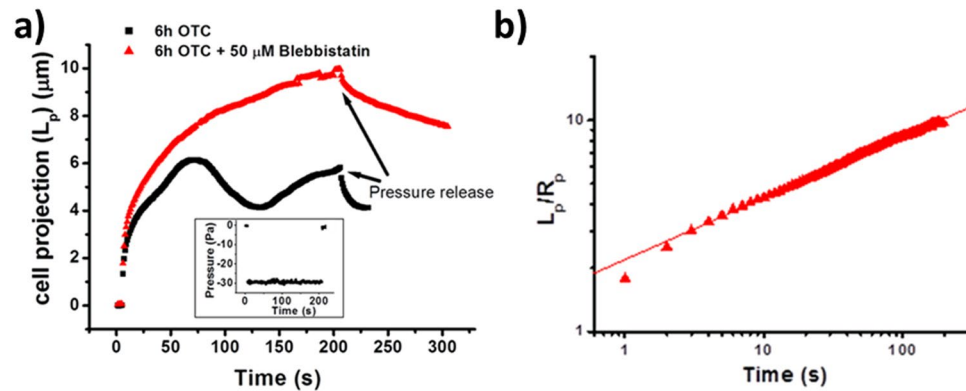 a)
6h OTC
6h OTC + 50 μM Blebbistatin
cell projection (Lp) (μm)
10
8
6
4
2
0
Pressure release
Pressure (Pa)
0
-10
-20
-30
0 100 200
Time (s)
0 50 100 150 200 250 300
Time (s)
b)
Lp/Rp
10
1
1 10 100
Time (s)